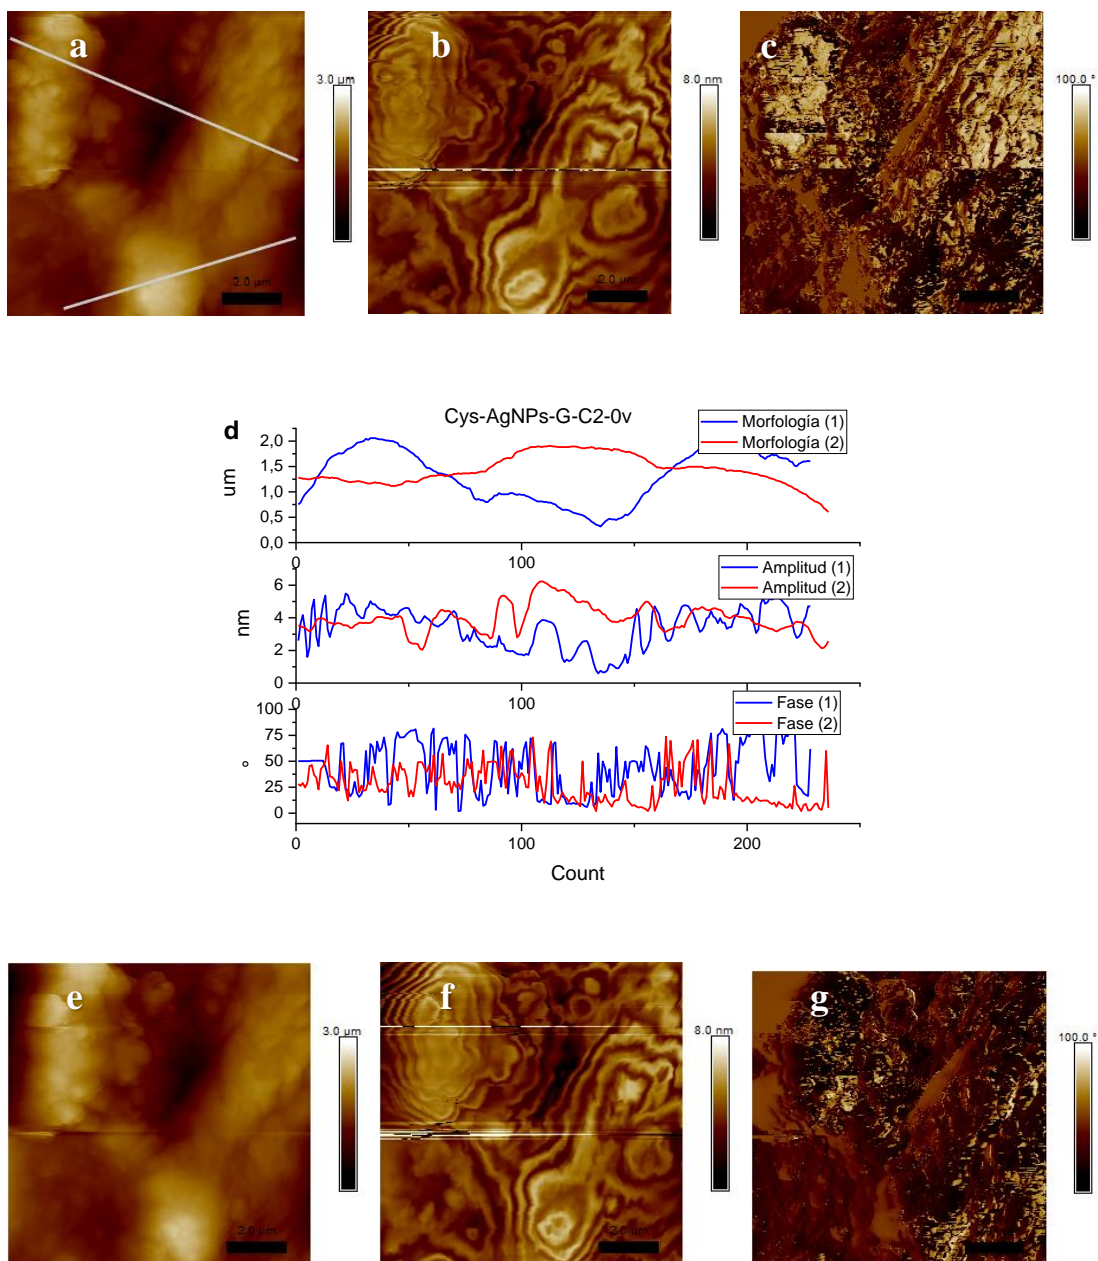 a
b
c
3.0 µm
8.0 nm
100.0 °
2.0 µm
2.0 µm
d
Cys-AgNPs-G-C2-0v
Morfología (1)
Morfología (2)
2,0
1,5
1,0
0,5
0,0
um
0
100
Amplitud (1)
Amplitud (2)
6
4
2
0
nm
0
100
Fase (1)
Fase (2)
100
75
50
25
0
°
0
100
200
Count
e
f
g
3.0 µm
8.0 nm
100.0 °
2.0 µm
2.0 µm